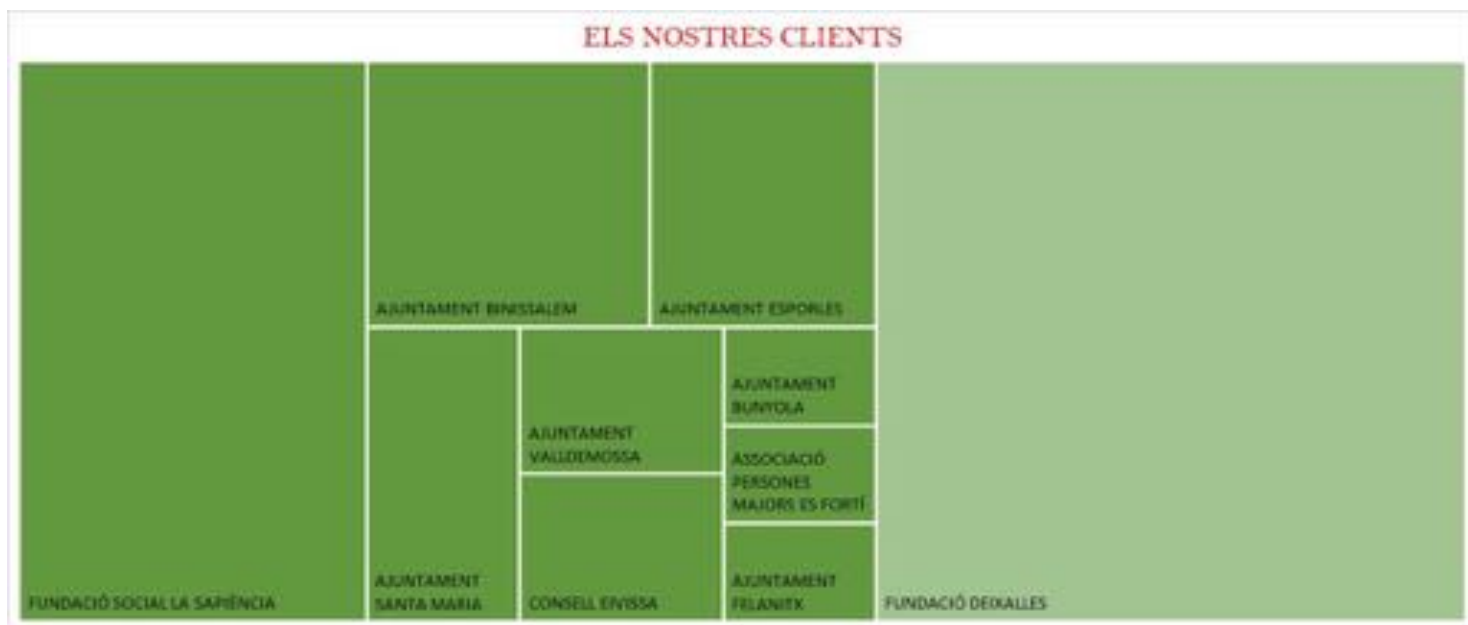 ELS NOSTRES CLIENTS
FUNDACIÓ SOCIAL LA SAPIÈNCIA
AJUNTAMENT BINISSALEM
AJUNTAMENT ESPORLES
AJUNTAMENT
SANTA MARIA
AJUNTAMENT
VALLDEMOSSA
CONSELL EIVISSA
AJUNTAMENT
BUNYOLA
ASSOCIACIÓ
PERSONES
MAJORS ES FORTÍ
AJUNTAMENT
FELANITX
FUNDACIÓ DEIXALLES